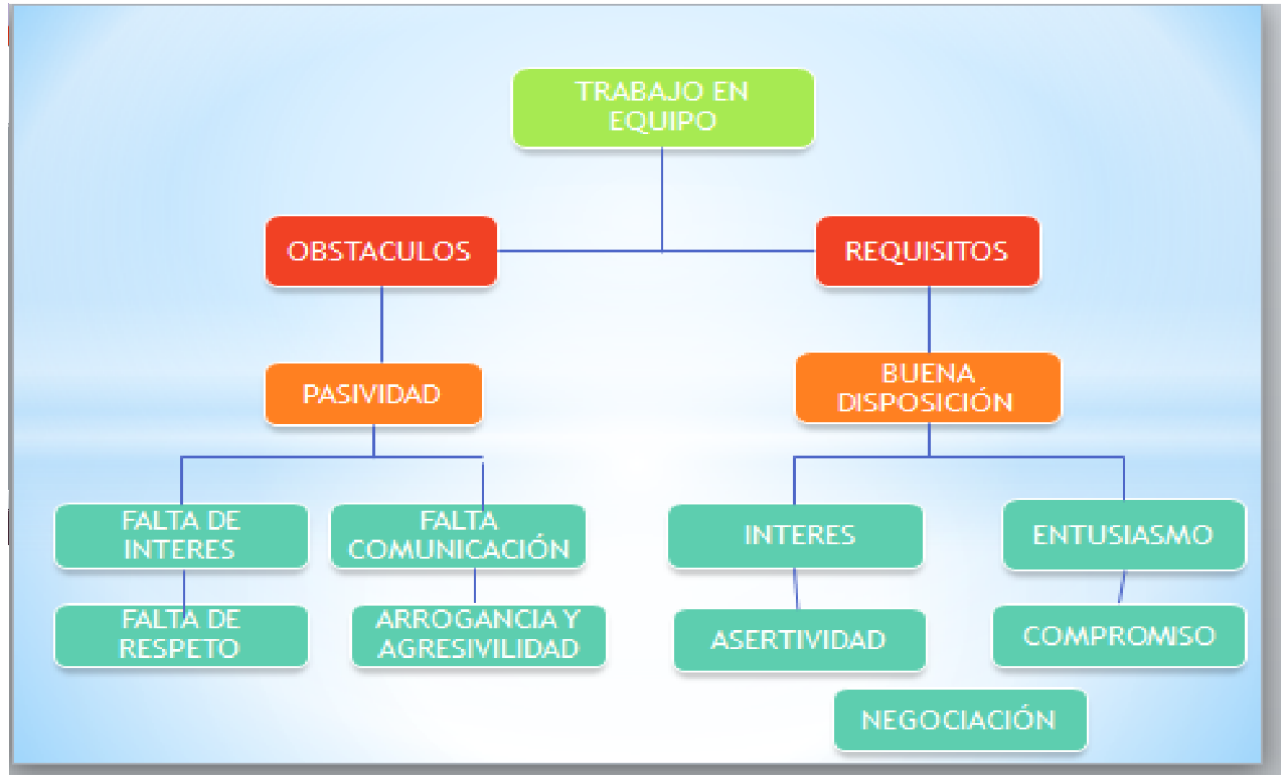 TRABAJO EN
EQUIPO
OBSTACULOS
REQUISITOS
PASIVIDAD
BUENA
DISPOSICIÓN
FALTA DE
INTERES
FALTA
COMUNICACIÓN
INTERES
ENTUSIASMO
FALTA DE
RESPETO
ARROGANCIA Y
AGRESIVILIDAD
ASERTIVIDAD
COMPROMISO
NEGOCIACIÓN